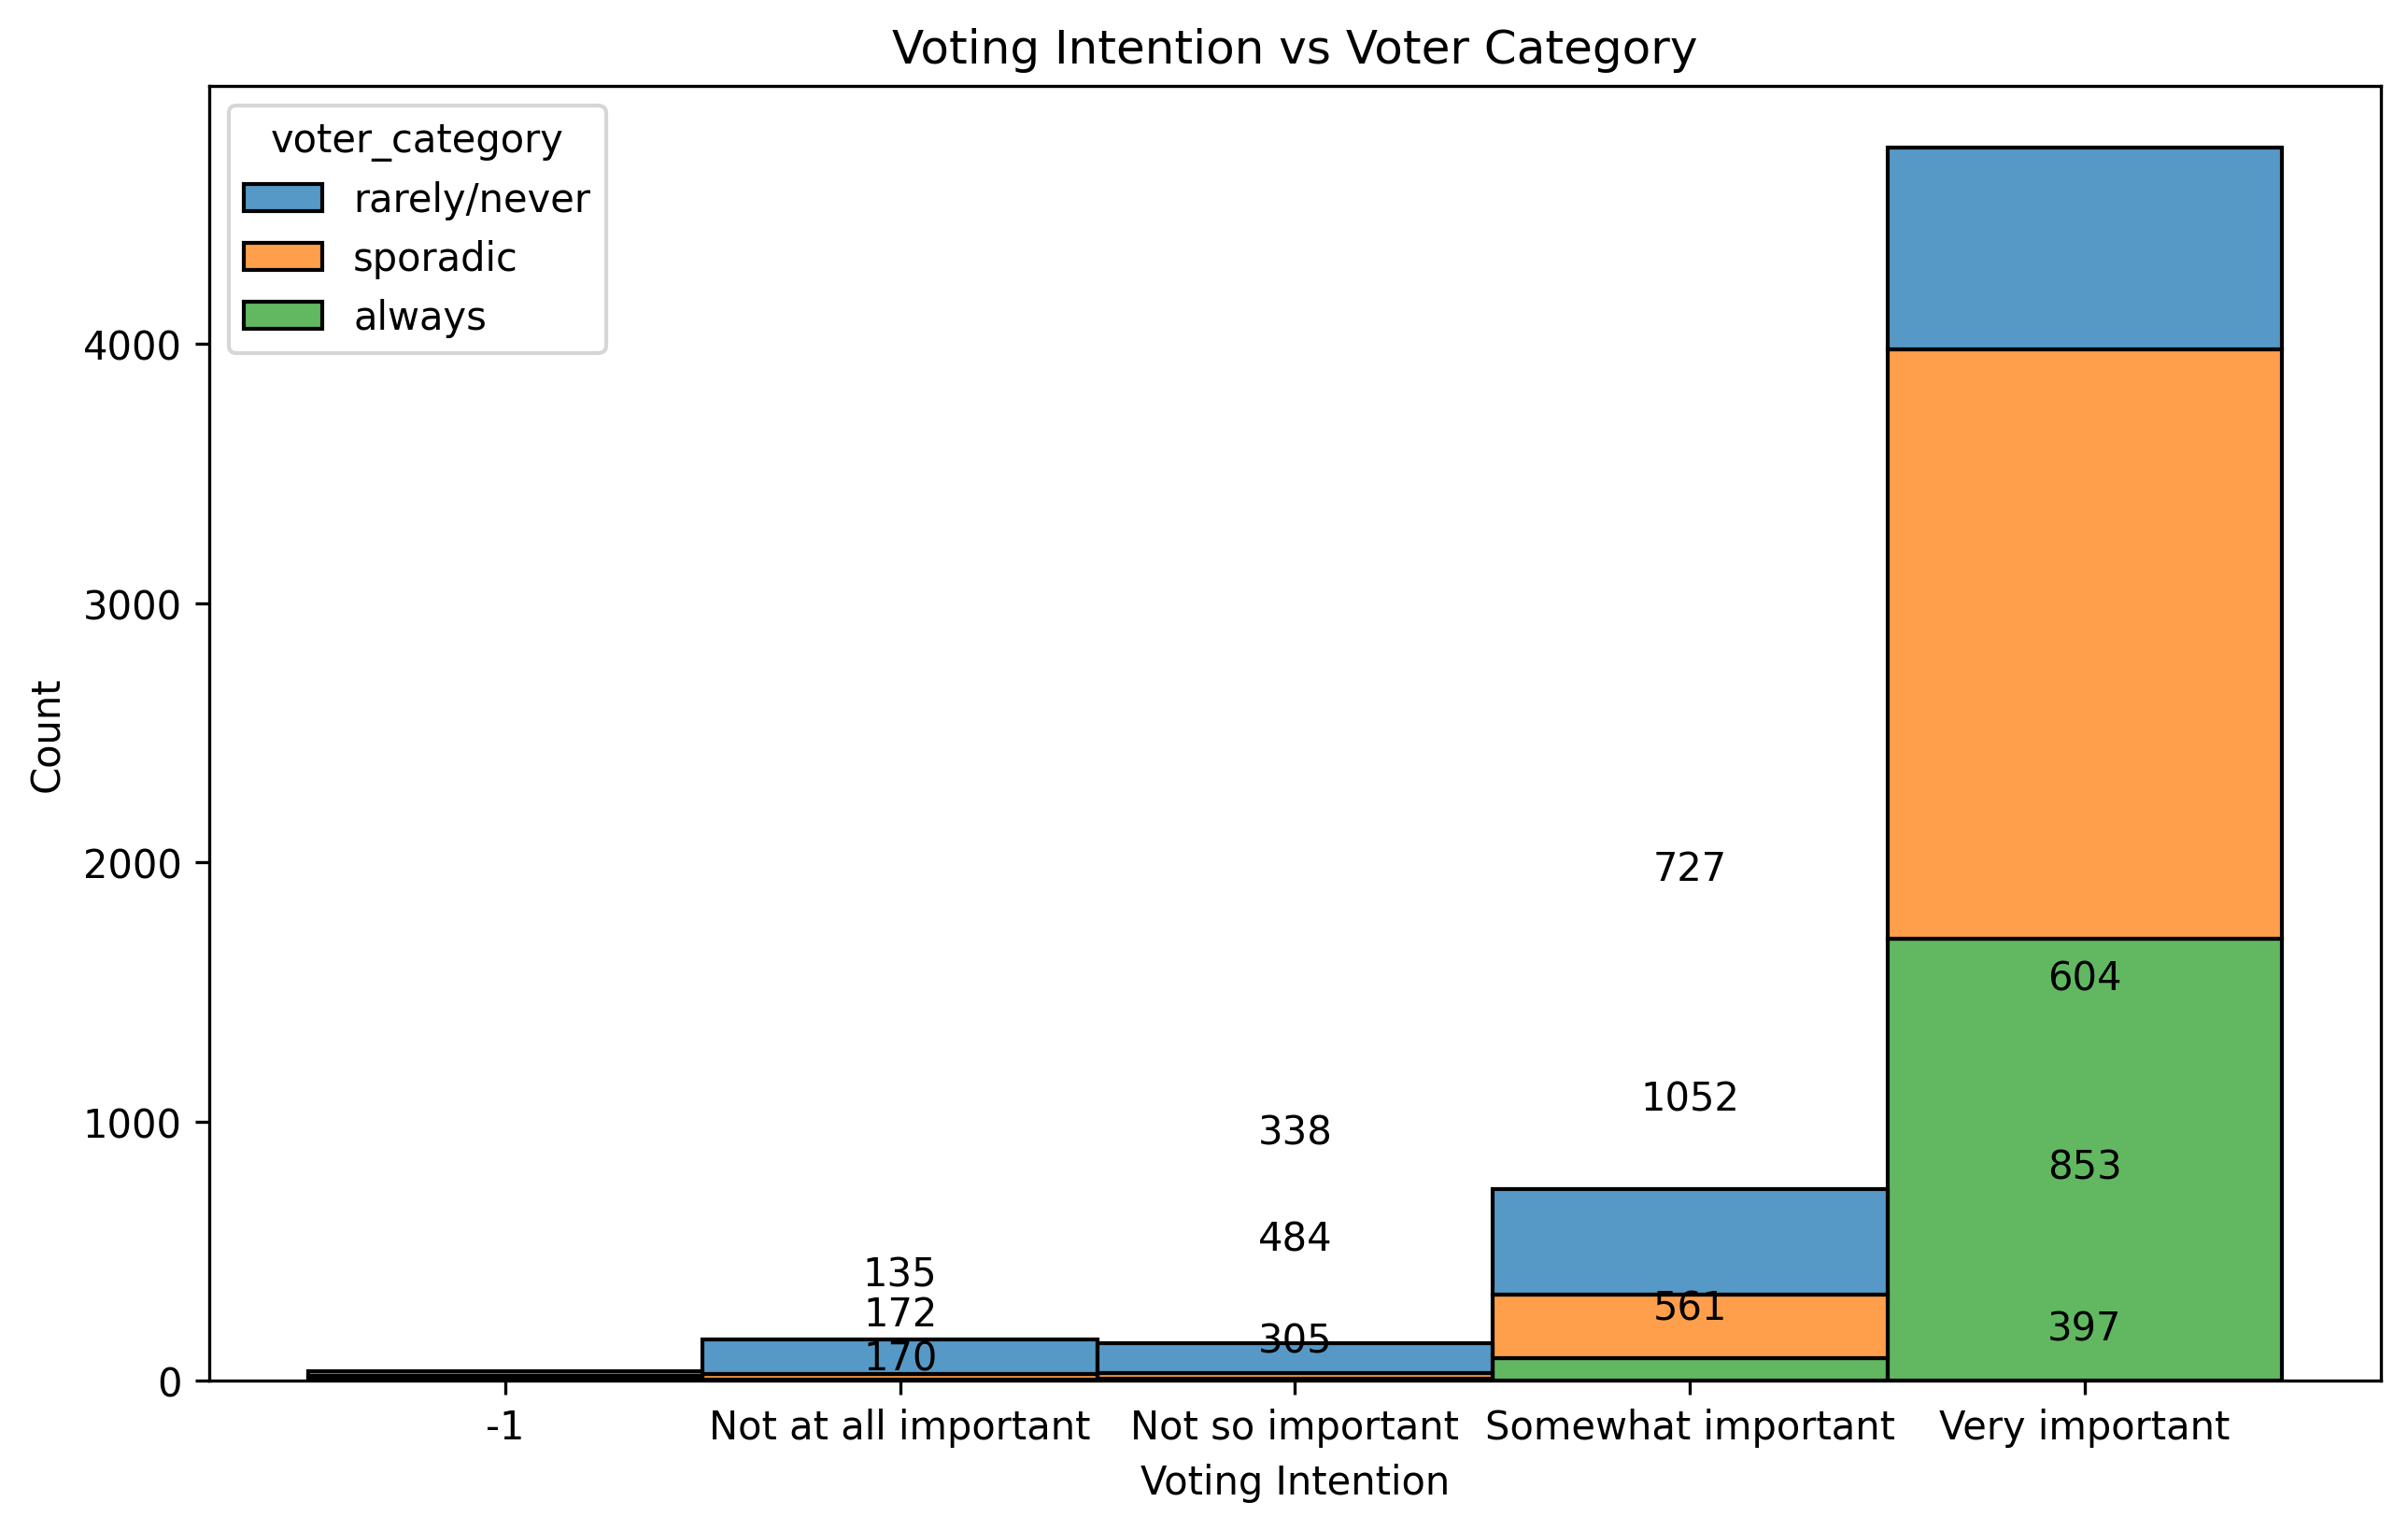 Voting Intention vs Voter Category
voter_category
rarely/never
sporadic
always
Count
4000
3000
2000
1000
0
135
172
170
338
484
305
727
1052
561
604
853
397
-1
Not at all important
Not so important
Somewhat important
Very important
Voting Intention